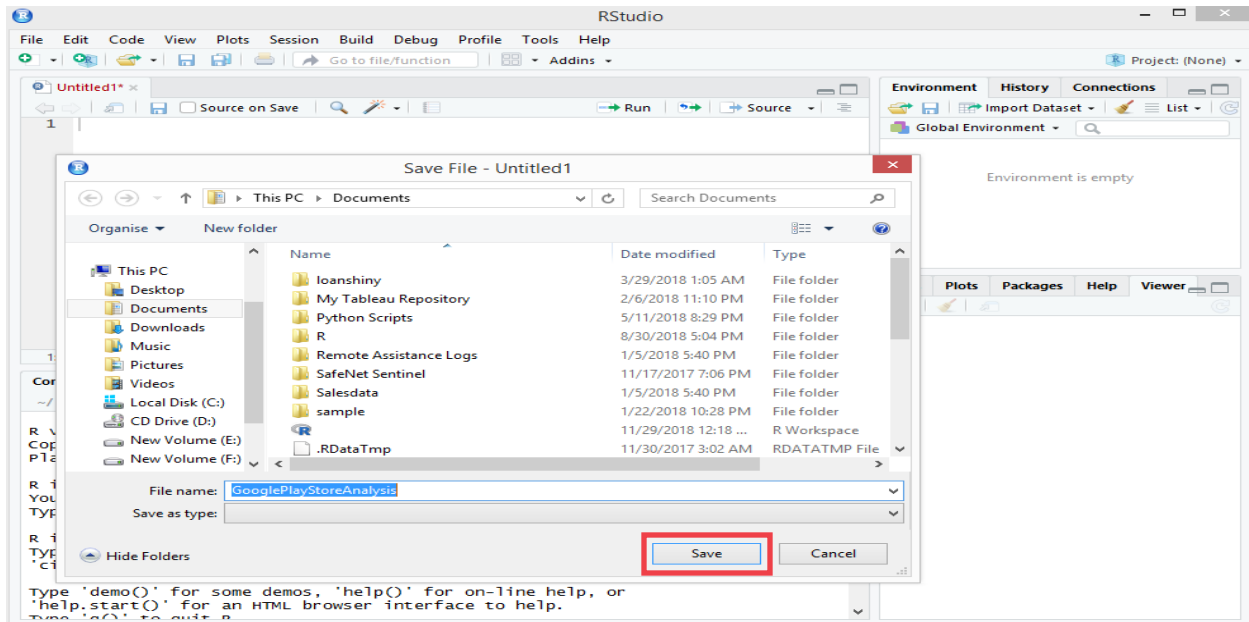 RStudio
File Edit Code View Plots Session Build Debug Profile Tools Help
Go to file/function Addins Project: (None)
Untitled1*
Source on Save Run Source
1
Environment History Connections
Import Dataset List
Global Environment
Environment is empty
Plots Packages Help Viewer
Save File - Untitled1
This PC Documents Search Documents
Organise New folder
Name Date modified Type
This PC
Desktop
Documents
Downloads
Music
Pictures
Videos
Local Disk (C:)
CD Drive (D:)
New Volume (E:)
New Volume (F:)
loanshiny 3/29/2018 1:05 AM File folder
My Tableau Repository 2/6/2018 11:10 PM File folder
Python Scripts 5/11/2018 8:29 PM File folder
R 8/30/2018 5:04 PM File folder
Remote Assistance Logs 1/5/2018 5:40 PM File folder
SafeNet Sentinel 11/17/2017 7:06 PM File folder
Salesdata 1/5/2018 5:40 PM File folder
sample 1/22/2018 10:28 PM File folder
11/29/2018 12:18 ... R Workspace
.RDataTmp 11/30/2017 3:02 AM RDATATMP File
File name: GooglePlayStoreAnalysis
Save as type:
Hide Folders Save Cancel
Type 'demo()' for some demos, 'help()' for on-line help, or
'help.start()' for an HTML browser interface to help.
Type 'q()' to quit R.